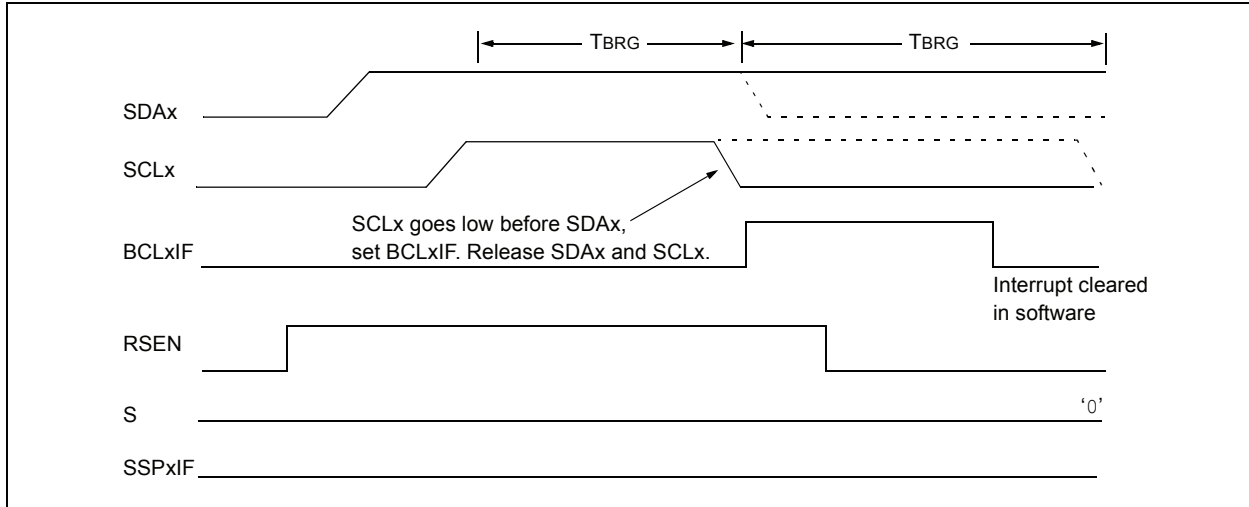 TBRG
TBRG
SDAx
SCLx
SCLx goes low before SDAx,
set BCLxIF. Release SDAx and SCLx.
BCLxIF
Interrupt cleared
in software
RSEN
S
‘0’
SSPxIF